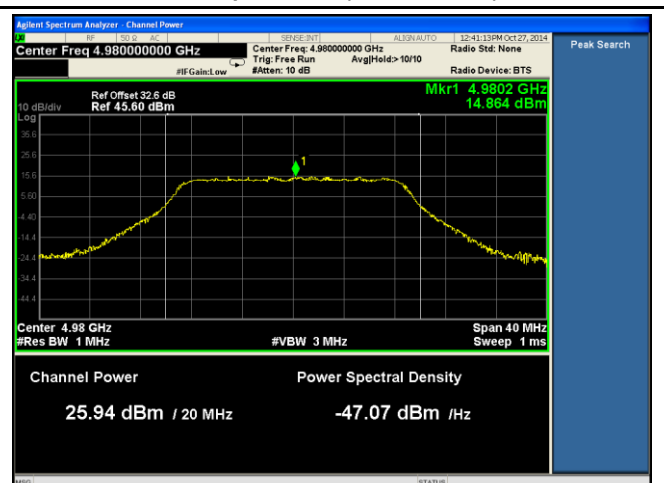 Agilent Spectrum Analyzer - Channel Power
RF 50 Ω AC SENSE:INT ALIGN AUTO 12:41:13PM Oct 27, 2014
Center Freq 4.980000000 GHz
Center Freq: 4.980000000 GHz
Radio Std: None
Trig: Free Run Avg|Hold:>10/10
#IFGain:Low
#Atten: 10 dB
Radio Device: BTS
Peak Search
Mkr1 4.9802 GHz
14.864 dBm
Ref Offset 32.6 dB
10 dB/div Ref 45.60 dBm
Log
35.6
25.6
15.6
5.60
-4.40
-14.4
-24.4
-34.4
-44.4
1
Center 4.98 GHz
Span 40 MHz
#Res BW 1 MHz #VBW 3 MHz Sweep 1 ms
Channel Power
Power Spectral Density
25.94 dBm / 20 MHz
-47.07 dBm /Hz
MSG STATUS